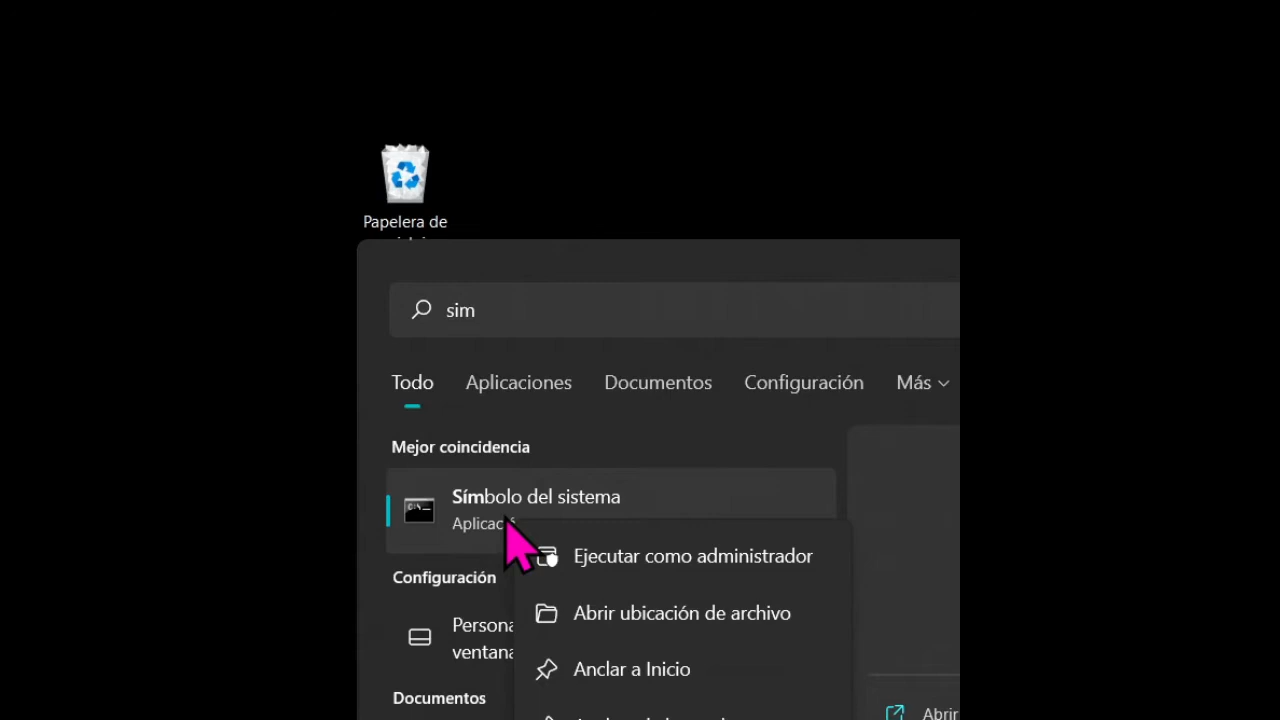 Papelera de
sim
Todo Aplicaciones Documentos Configuración Más
Mejor coincidencia
Símbolo del sistema
Ejecutar como administrador
Configuración
Abrir ubicación de archivo
ventana
Anclar a Inicio
Documentos
Abrir